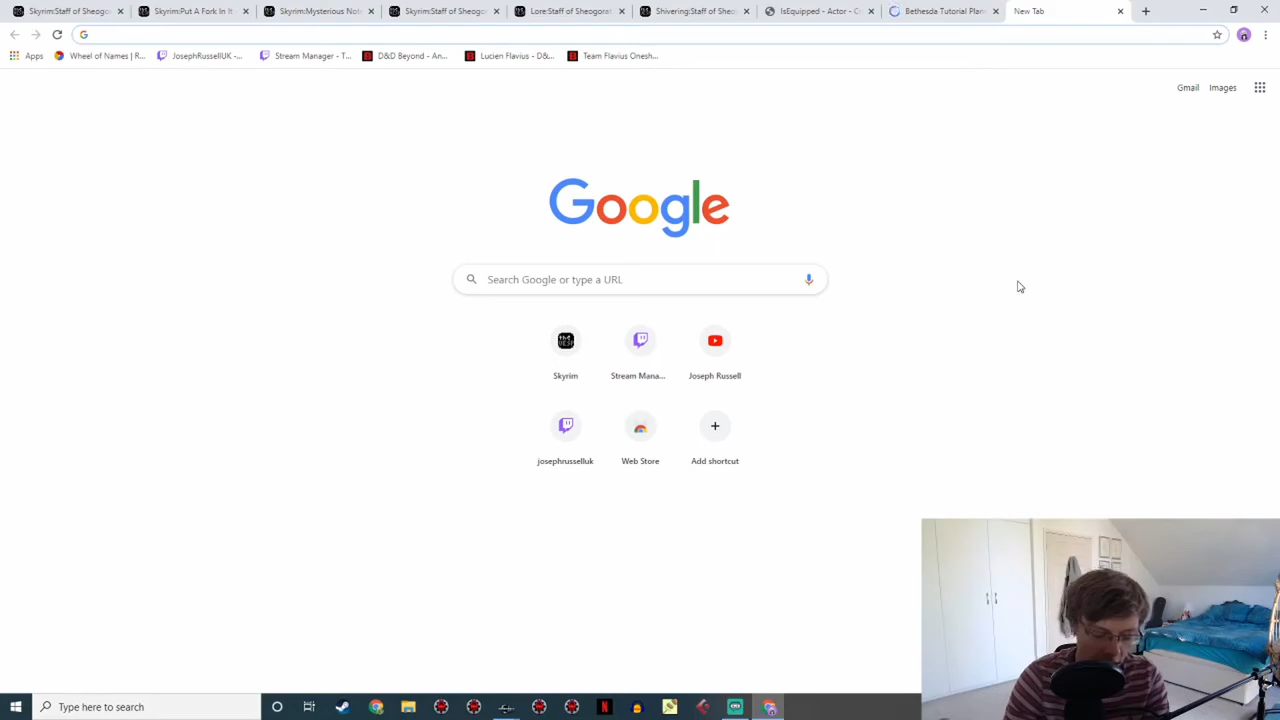 Skyrim:Staff of Sheogo
Skyrim:Put A Fork In It
Skyrim:Mysterious Not
Skyrim:Staff of Sheogo
Lore:Staff of Sheogorat
Shivering:Staff of Sheo
IsEquipped - Actor - C
Bethesda Tutorial Plan
New Tab
Apps
Wheel of Names | R...
JosephRussellUK -...
Stream Manager - T...
D&D Beyond - An...
Lucien Flavius - D&...
Team Flavius Onesh...
Gmail
Images
Google
Search Google or type a URL
Skyrim
Stream Mana...
Joseph Russell
josephrusselluk
Web Store
Add shortcut
Type here to search